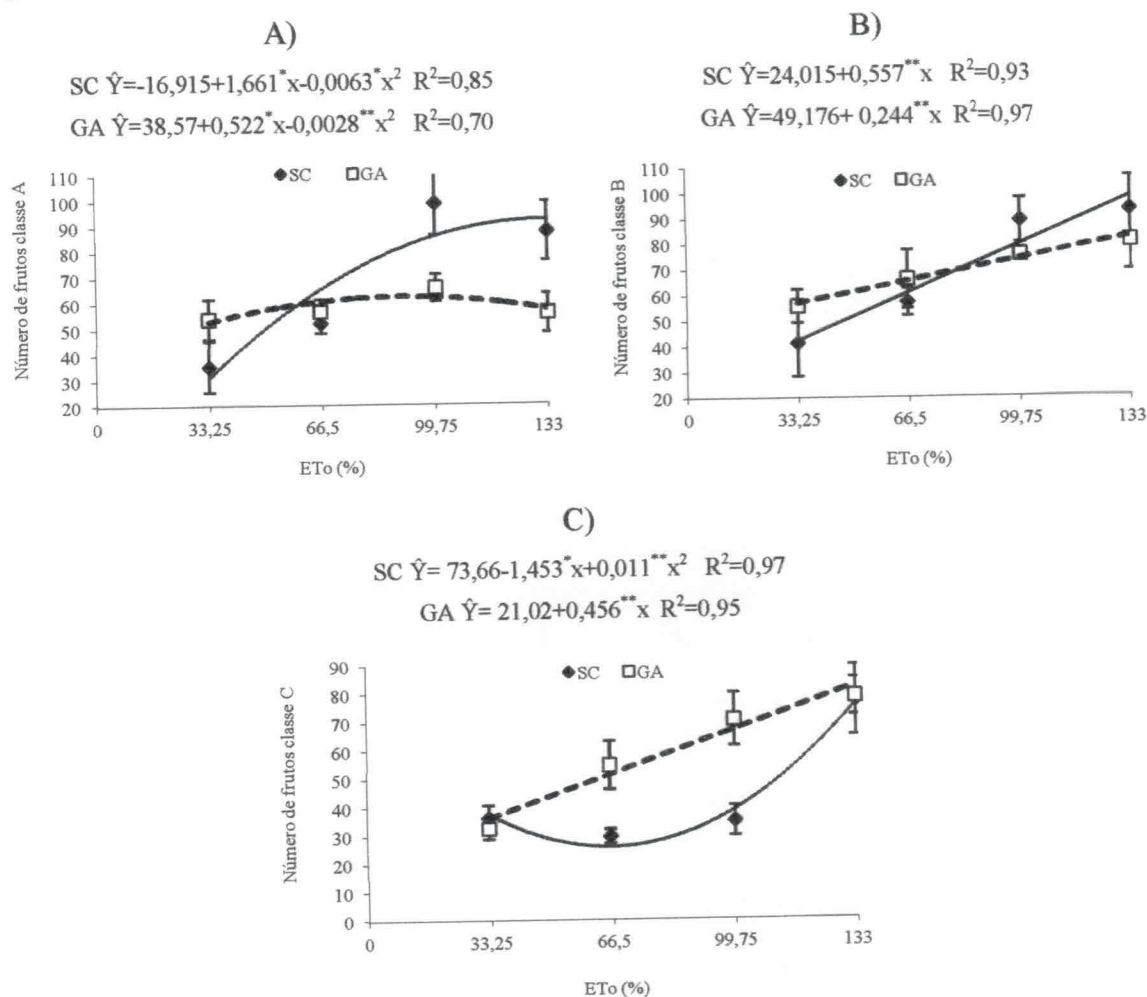 A)
SC Ŷ=-16,915+1,661*x-0,0063*x² R²=0,85
GA Ŷ=38,57+0,522*x-0,0028**x² R²=0,70
Número de frutos classe A
SC GA
110
100
90
80
70
60
50
40
30
20
0 33,25 66,5 99,75 133
ETo (%)
B)
SC Ŷ=24,015+0,557**x R²=0,93
GA Ŷ=49,176+ 0,244**x R²=0,97
Número de frutos classe B
SC GA
110
100
90
80
70
60
50
40
30
20
0 33,25 66,5 99,75 133
ETo (%)
C)
SC Ŷ= 73,66-1,453*x+0,011**x² R²=0,97
GA Ŷ= 21,02+0,456**x R²=0,95
Número de frutos classe C
SC GA
90
80
70
60
50
40
30
20
10
0
0 33,25 66,5 99,75 133
ETo (%)